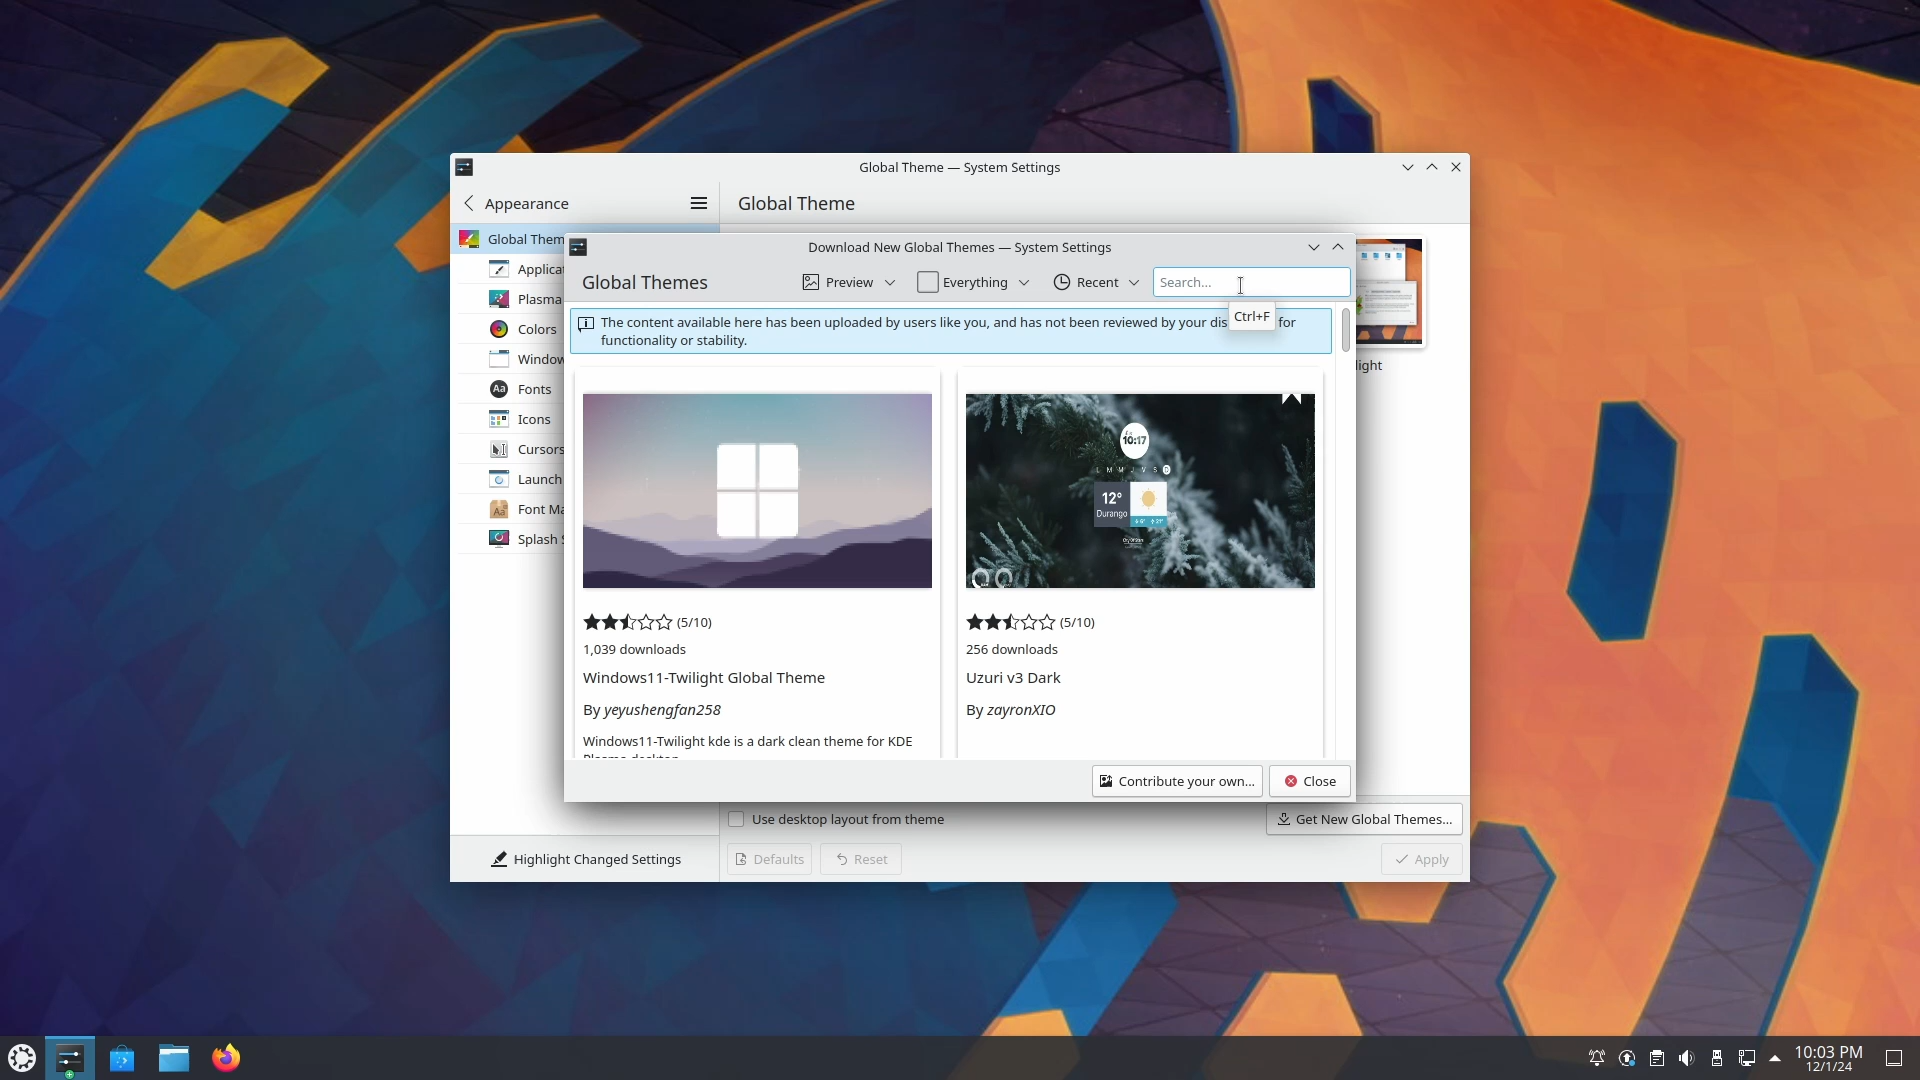 Global Theme — System Settings
Appearance
Global Theme
Global Them
Applica
Plasma
Colors
Window
Fonts
Icons
Cursors
Launch
Font Ma
Splash S
Download New Global Themes — System Settings
Global Themes
Preview
Everything
Recent
Search...
Ctrl+F
The content available here has been uploaded by users like you, and has not been reviewed by your dis for
functionality or stability.
10:17
L M M J V S D
12°
Durango
(5/10)
1,039 downloads
Windows11-Twilight Global Theme
By yeyushengfan258
Windows11-Twilight kde is a dark clean theme for KDE
Plasma desktop
(5/10)
256 downloads
Uzuri v3 Dark
By zayronXIO
Contribute your own...
Close
light
Use desktop layout from theme
Get New Global Themes...
Highlight Changed Settings
Defaults
Reset
Apply
10:03 PM
12/1/24